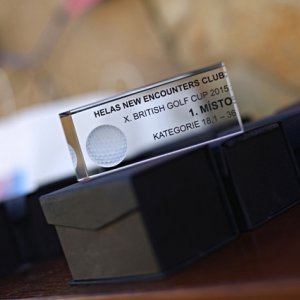 HELAS NEW ENCOUNTERS CLUB
X. BRITISH GOLF CUP 2015
1. MÍSTO
KATEGORIE 18,1 – 36